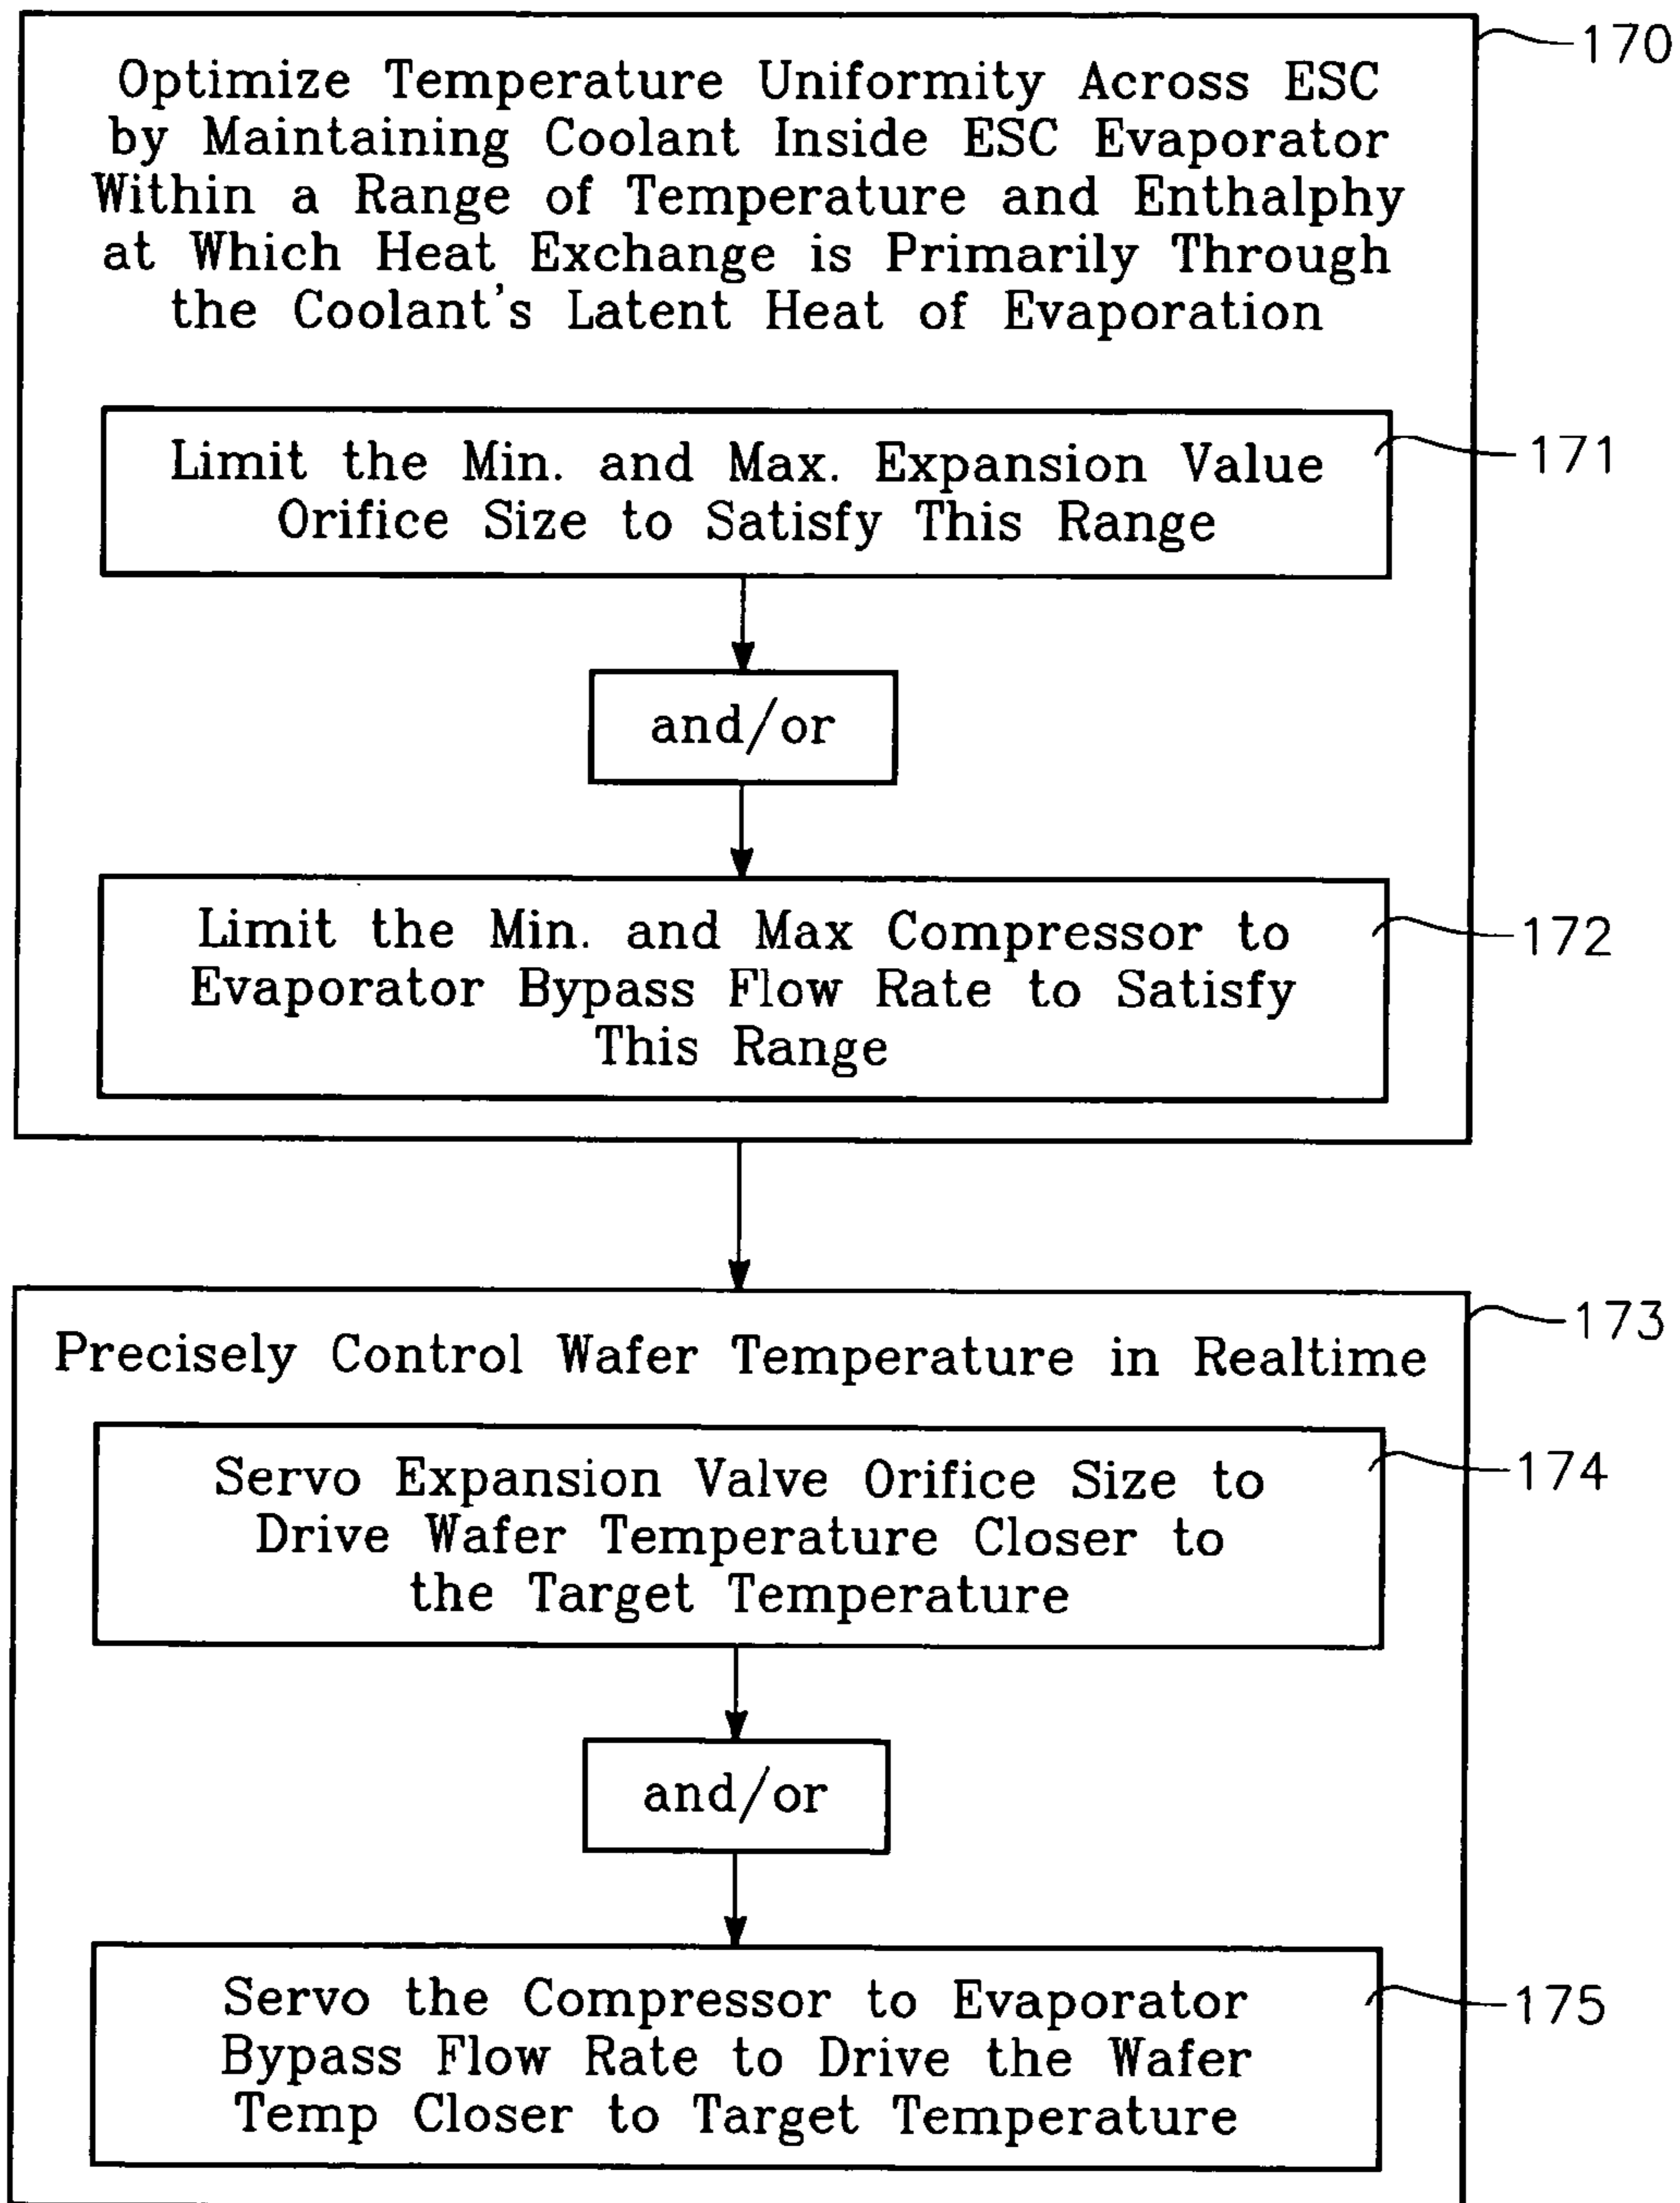 170
Optimize Temperature Uniformity Across ESC
by Maintaining Coolant Inside ESC Evaporator
Within a Range of Temperature and Enthalphy
at Which Heat Exchange is Primarily Through
the Coolant's Latent Heat of Evaporation
171
Limit the Min. and Max. Expansion Value
Orifice Size to Satisfy This Range
and/or
172
Limit the Min. and Max Compressor to
Evaporator Bypass Flow Rate to Satisfy
This Range
173
Precisely Control Wafer Temperature in Realtime
174
Servo Expansion Valve Orifice Size to
Drive Wafer Temperature Closer to
the Target Temperature
and/or
175
Servo the Compressor to Evaporator
Bypass Flow Rate to Drive the Wafer
Temp Closer to Target Temperature